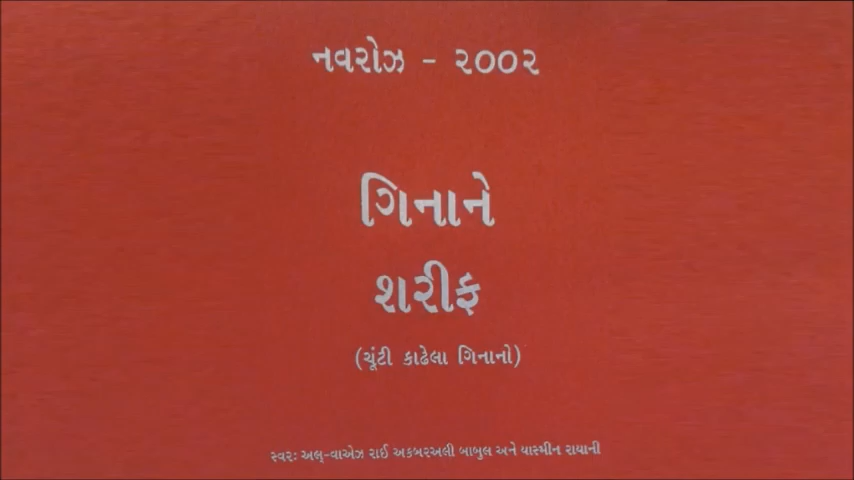 નવરોઝ - ૨૦૦૨
ગિનાને
શરીફ
(ચૂંટી કાઢેલા ગિનાનો)
સ્વર: અલ્-વાએઝ રાઈ અકબરઅલી બાબુલ અને યાસ્મીન રાયાની